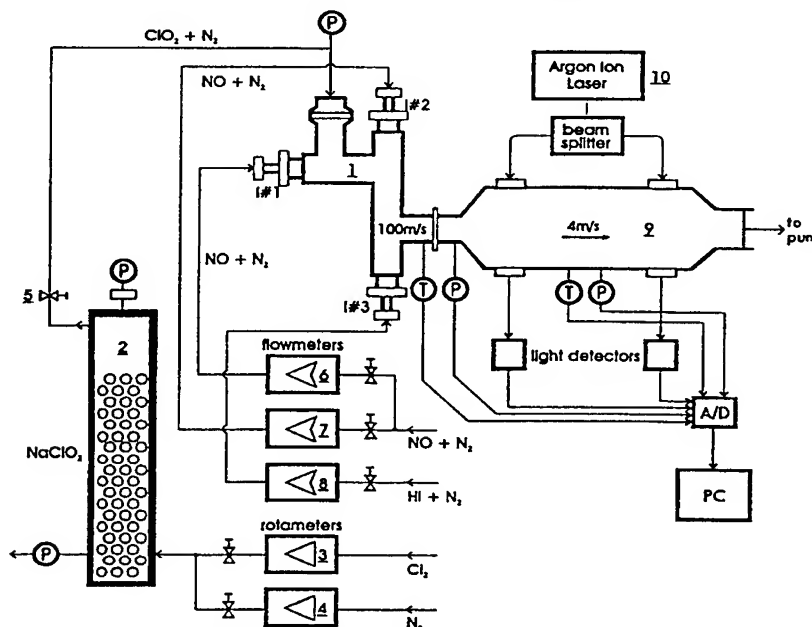 P
ClO₂ + N₂
Argon Ion
Laser
10
NO + N₂
I#2
beam
splitter
1
I#1
100m/s
4m/s
9
to
pum
NO + N₂
5
P
I#3
T
P
T
P
2
flowmeters
light detectors
6
A/D
NaClO₂
7
NO + N₂
8
HI + N₂
PC
rotameters
P
3
Cl₂
4
N₂